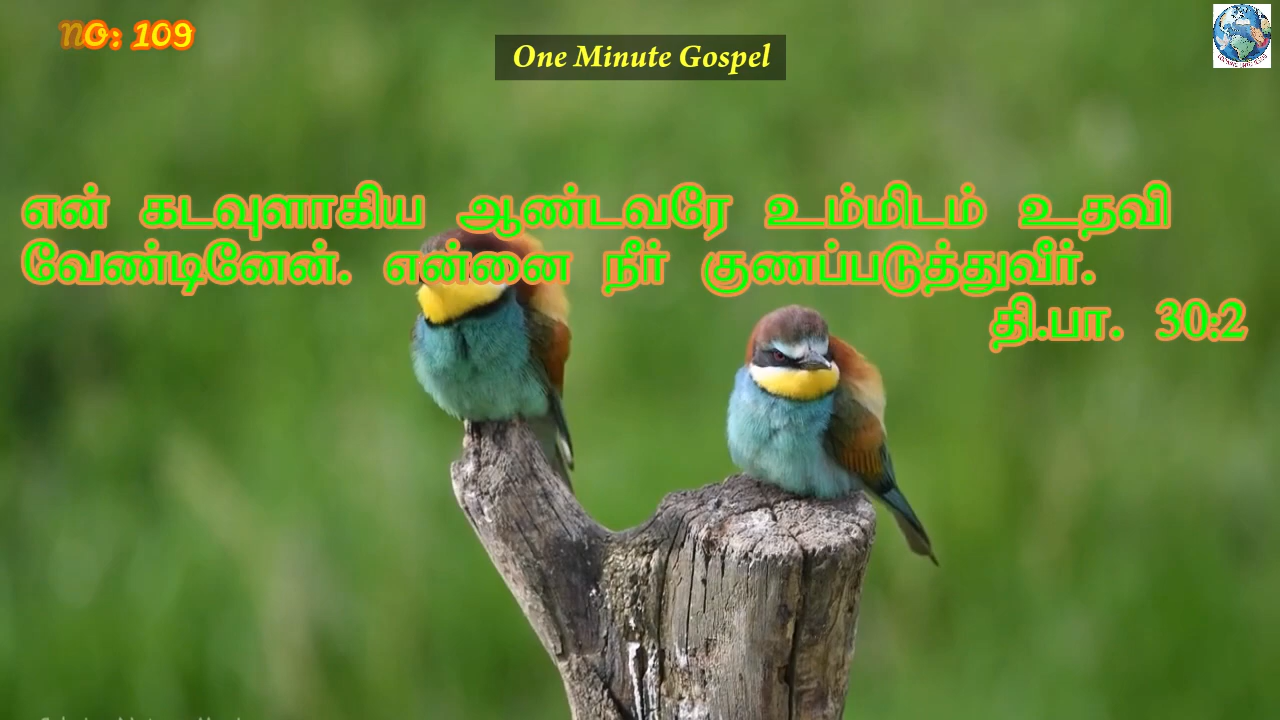 no: 109
One Minute Gospel
என் கடவுளாகிய ஆண்டவரே உம்மிடம் உதவி
வேண்டினேன். என்னை நீர் குணப்படுத்துவீர்.
தி.பா. 30:2